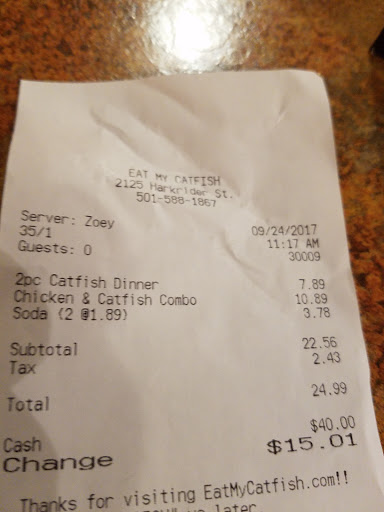 EAT MY CATFISH
2125 Harkrider St.
501-588-1867
Server: Zoey 09/24/2017
35/1 11:17 AM
Guests: 0 30009
2pc Catfish Dinner 7.89
Chicken & Catfish Combo 10.89
Soda (2 @1.89) 3.78
Subtotal 22.56
Tax 2.43
Total 24.99
Cash $40.00
Change $15.01
Thanks for visiting EatMyCatfish.com!!
later